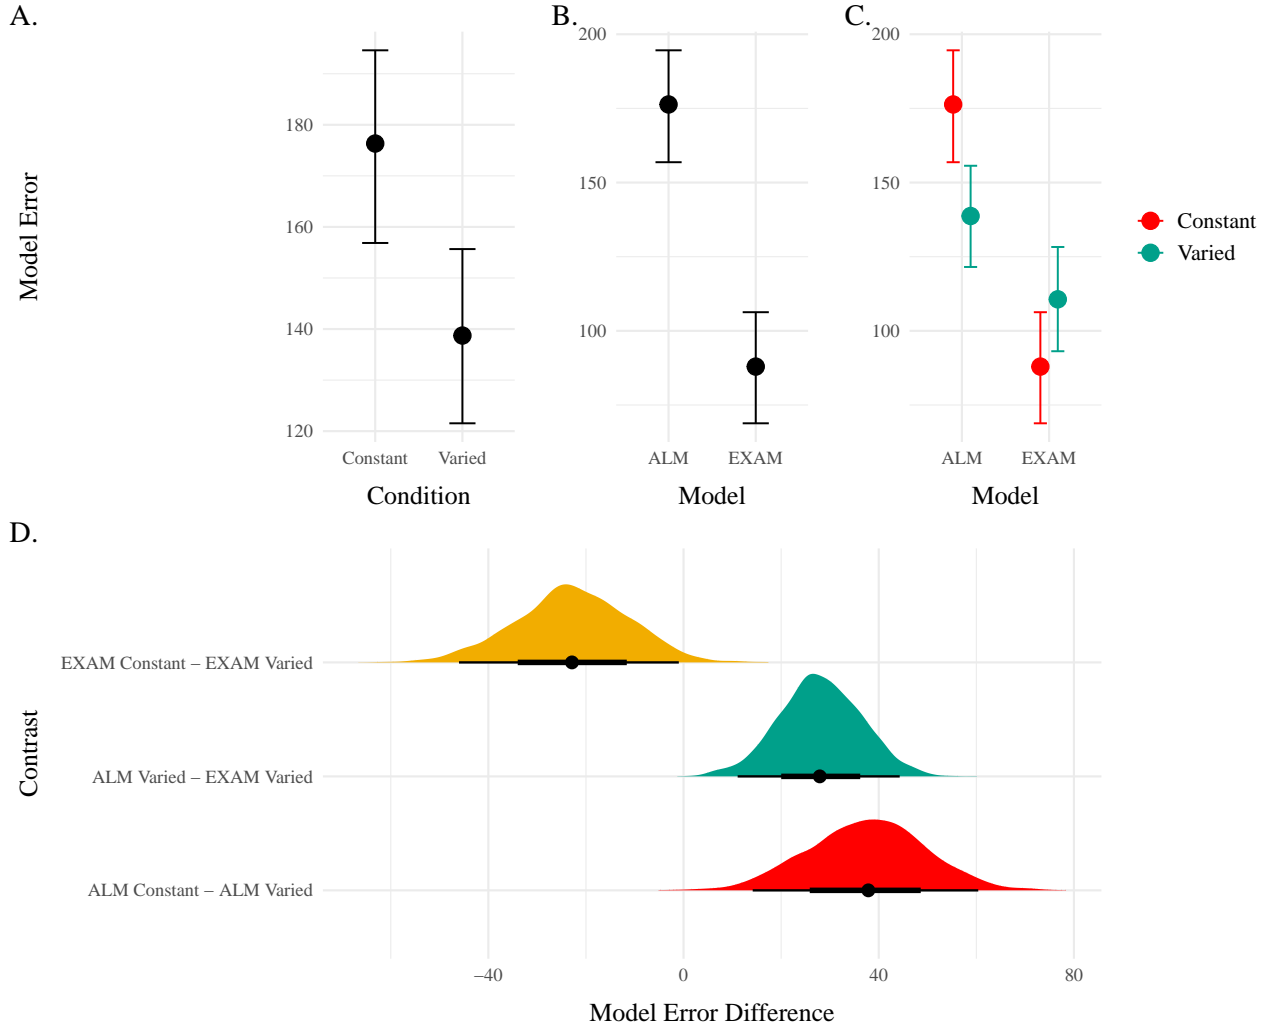 A.
B.
C.
Model Error
180
160
140
120
Constant
Varied
Condition
200
150
100
ALM
EXAM
Model
200
150
100
ALM
EXAM
Model
Constant
Varied
D.
Contrast
EXAM Constant – EXAM Varied
ALM Varied – EXAM Varied
ALM Constant – ALM Varied
−40
0
40
80
Model Error Difference